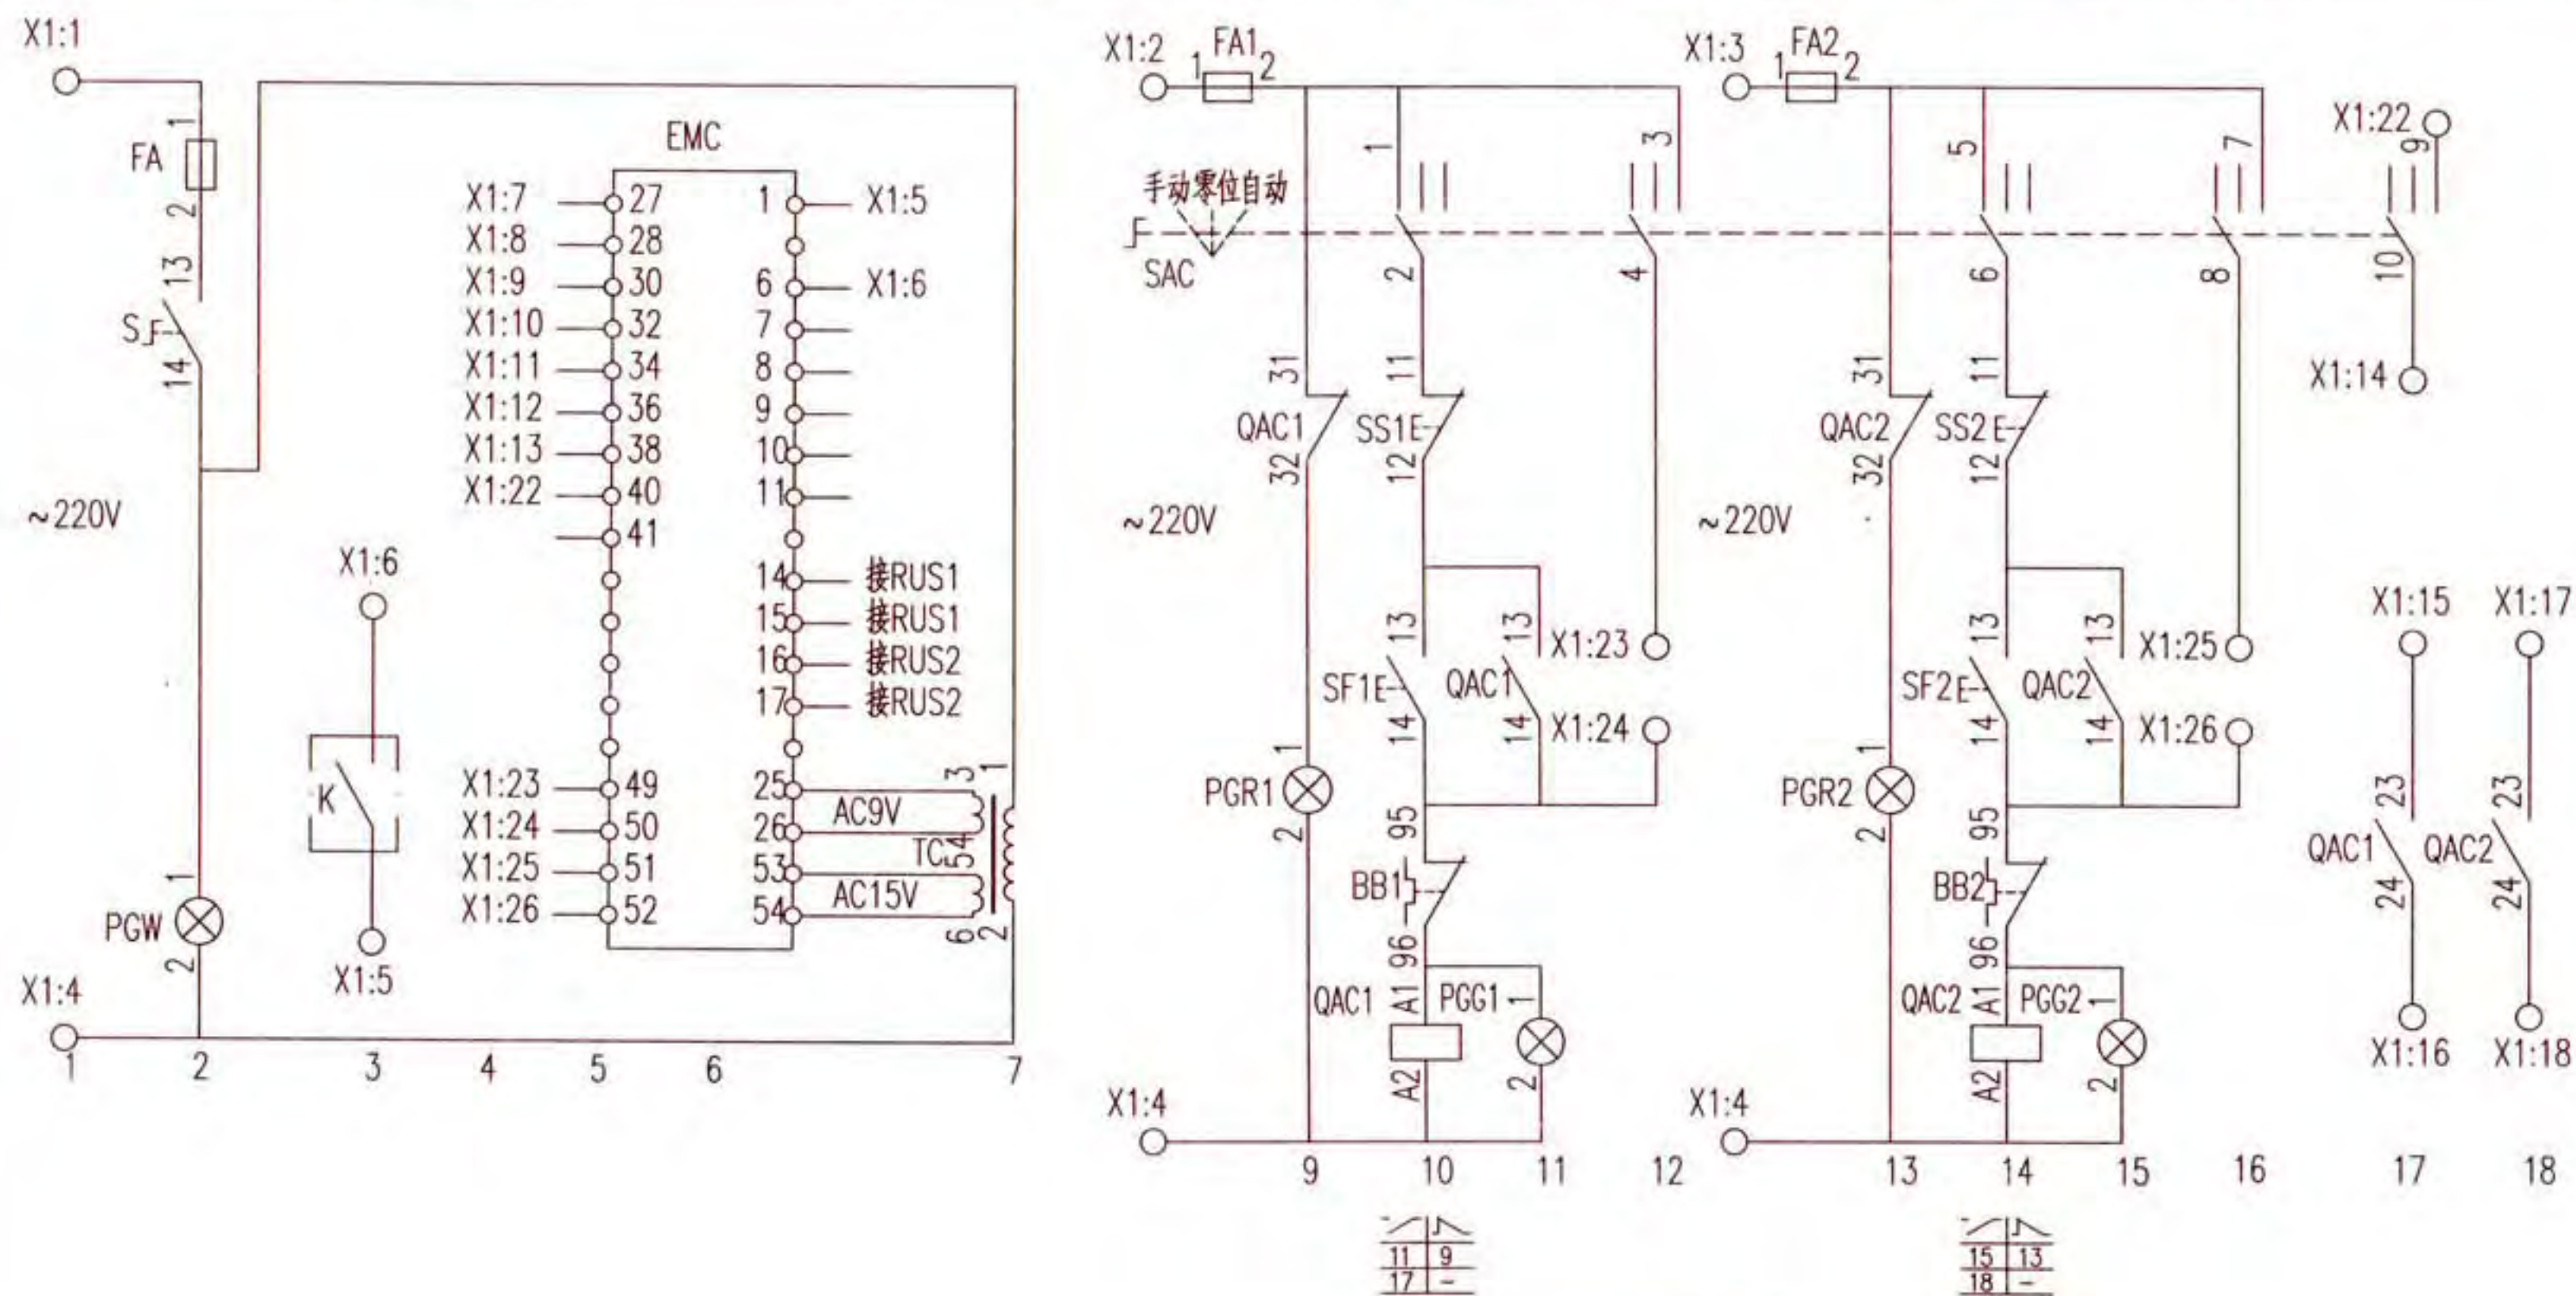 X1:1
FA
1
2
S
13
14
~220V
PGW
1
2
X1:4
X1:6
K
X1:5
EMC
X1:7 27
X1:8 28
X1:9 30
X1:10 32
X1:11 34
X1:12 36
X1:13 38
X1:22 40
41
X1:23 49
X1:24 50
X1:25 51
X1:26 52
1 X1:5
6 X1:6
7
8
9
10
11
14 接RUS1
15 接RUS1
16 接RUS2
17 接RUS2
25
AC9V
26
53
AC15V
54
TC
3
1
54
6
2
1 2 3 4 5 6 7
X1:2
1 FA1 2
手动零位自动
SAC
1
2
3
4
31
QAC1
32
11
SS1E
12
~220V
13
SF1E
14
13
QAC1
14
X1:23
X1:24
1
PGR1
2
95
BB1
96
QAC1
A1
A2
PGG1
1
2
X1:4
9 10 11 12
11 9
17 -
X1:3
1 FA2 2
5
6
7
8
X1:22
9
10
X1:14
31
QAC2
32
11
SS2E
12
~220V
13
SF2E
14
13
QAC2
14
X1:25
X1:26
1
PGR2
2
95
BB2
96
QAC2
A1
A2
PGG2
1
2
X1:4
X1:15 X1:17
23 23
QAC1 QAC2
24 24
X1:16 X1:18
13 14 15 16 17 18
15 13
18 -